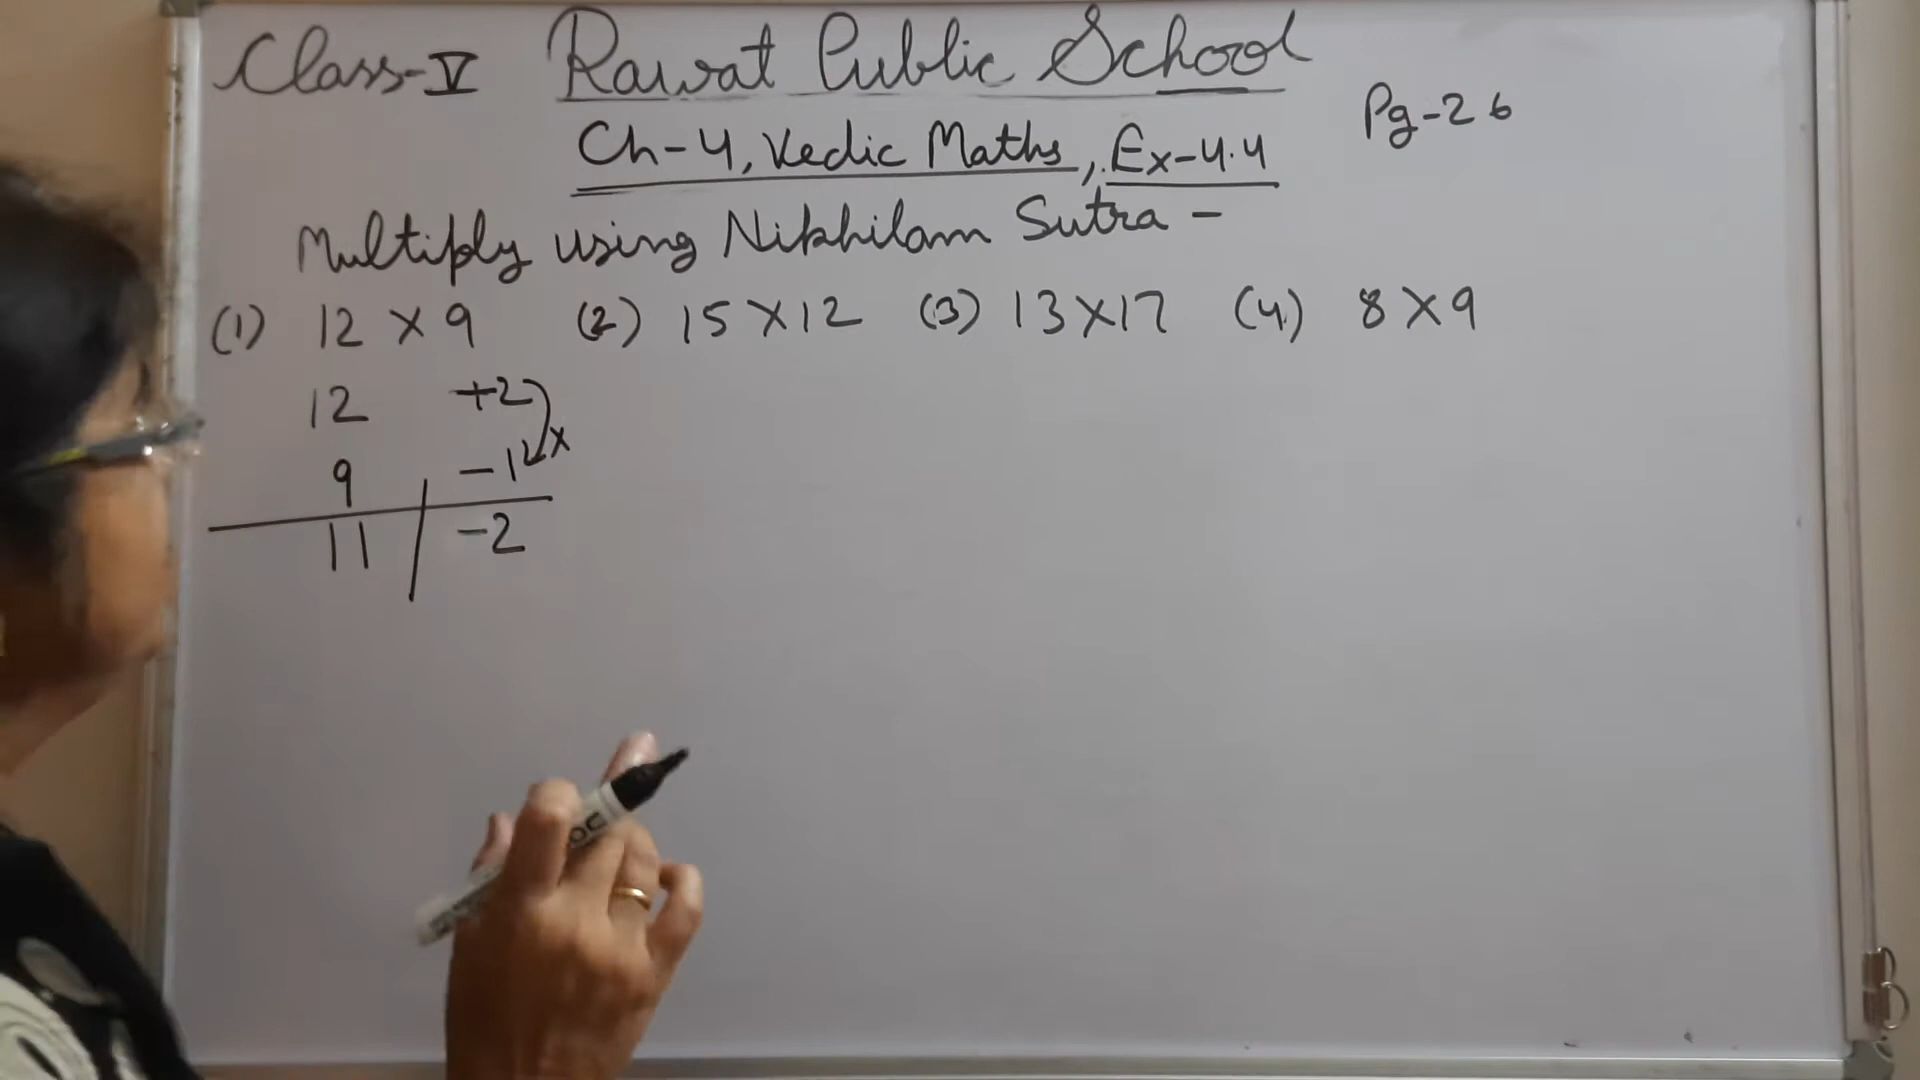 Class-V Rawat Public School
Pg-26
Ch-4, Vedic Maths, Ex-4.4
Multiply using Nikhilam Sutra -
(1) 12 X 9 (2) 15 X 12 (3) 13 X 17 (4) 8 X 9
12 +2
9 -1 x
11 / -2